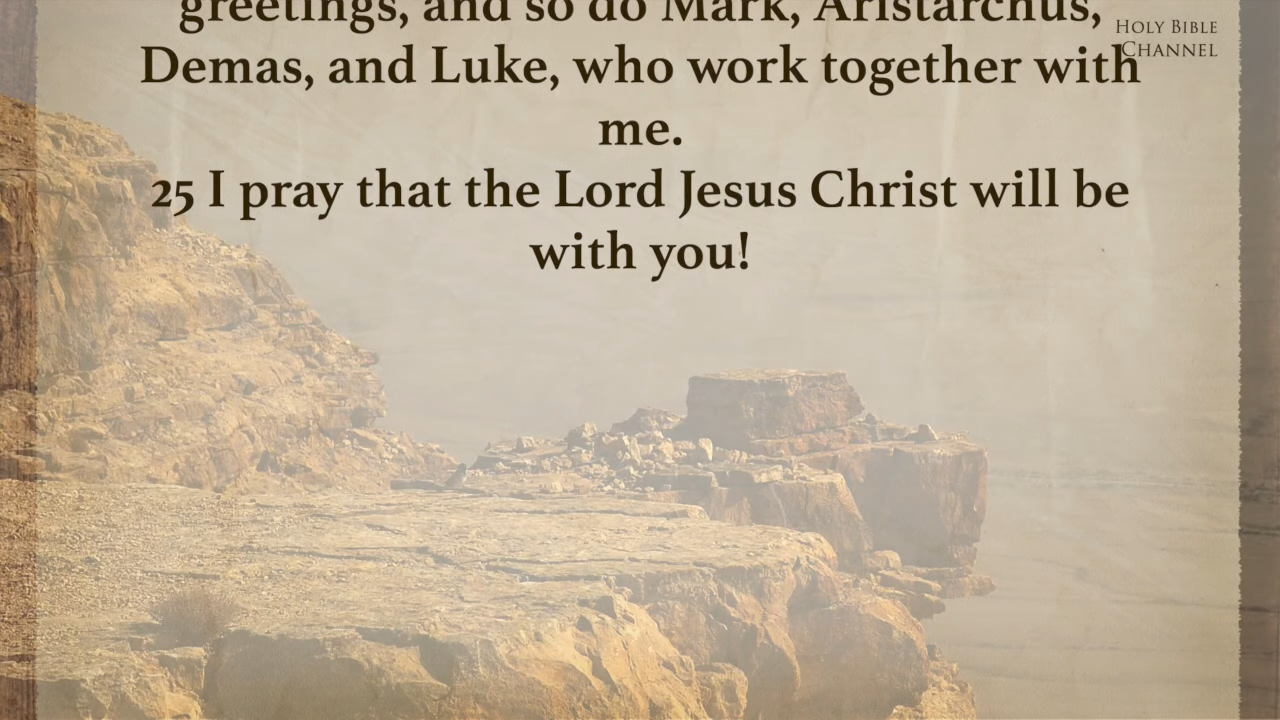 greetings, and so do Mark, Aristarchus,
HOLY BIBLE
CHANNEL
Demas, and Luke, who work together with
me.
25 I pray that the Lord Jesus Christ will be
with you!